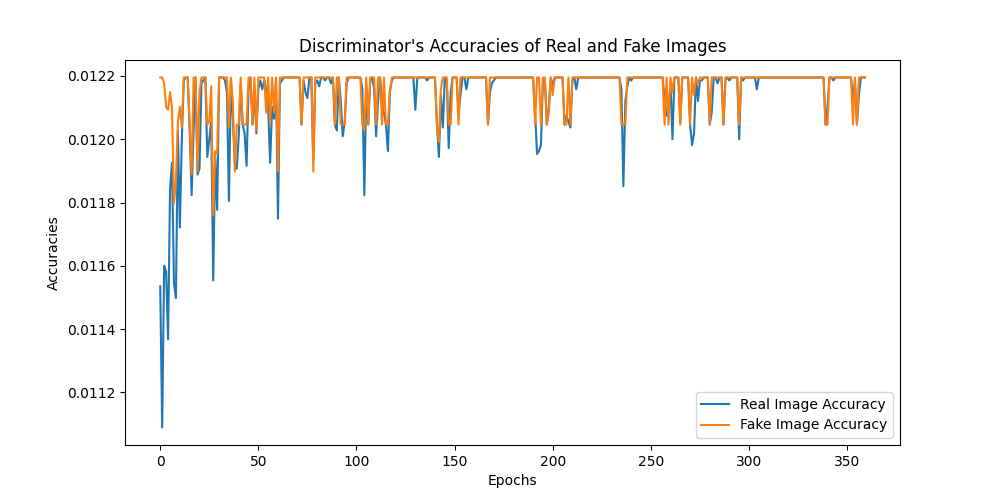 Discriminator's Accuracies of Real and Fake Images
Accuracies
0.0122
0.0120
0.0118
0.0116
0.0114
0.0112
0
50
100
150
200
250
300
350
Epochs
Real Image Accuracy
Fake Image Accuracy